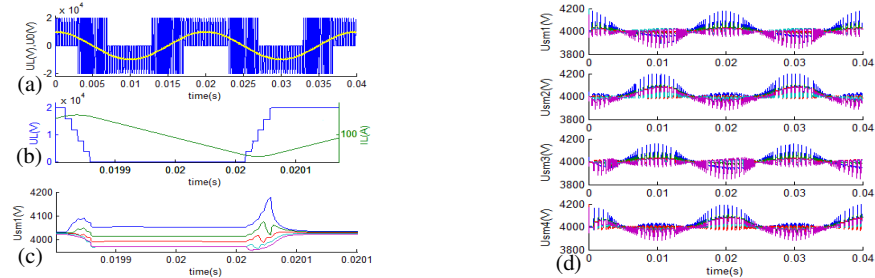 x 10⁴
2
0
-2
UL(V),U0(V)
0 0.005 0.01 0.015 0.02 0.025 0.03 0.035 0.04
time(s)
(a)
x 10⁴
2
1
0
UL(V)
100
IL(A)
0.0199 0.02 0.02 0.0201
time(s)
(b)
4200
4100
4000
Usm1(V)
0.0199 0.02 0.02 0.0201 0.0201
time(s)
(c)
4200
4000
3800
Usm1(V)
0 0.01 0.02 0.03 0.04
4200
4000
3800
Usm2(V)
0 0.01 0.02 0.03 0.04
4200
4000
3800
Usm3(V)
0 0.01 0.02 0.03 0.04
4200
4000
3800
Usm4(V)
0 0.01 0.02 0.03 0.04
time(s)
(d)